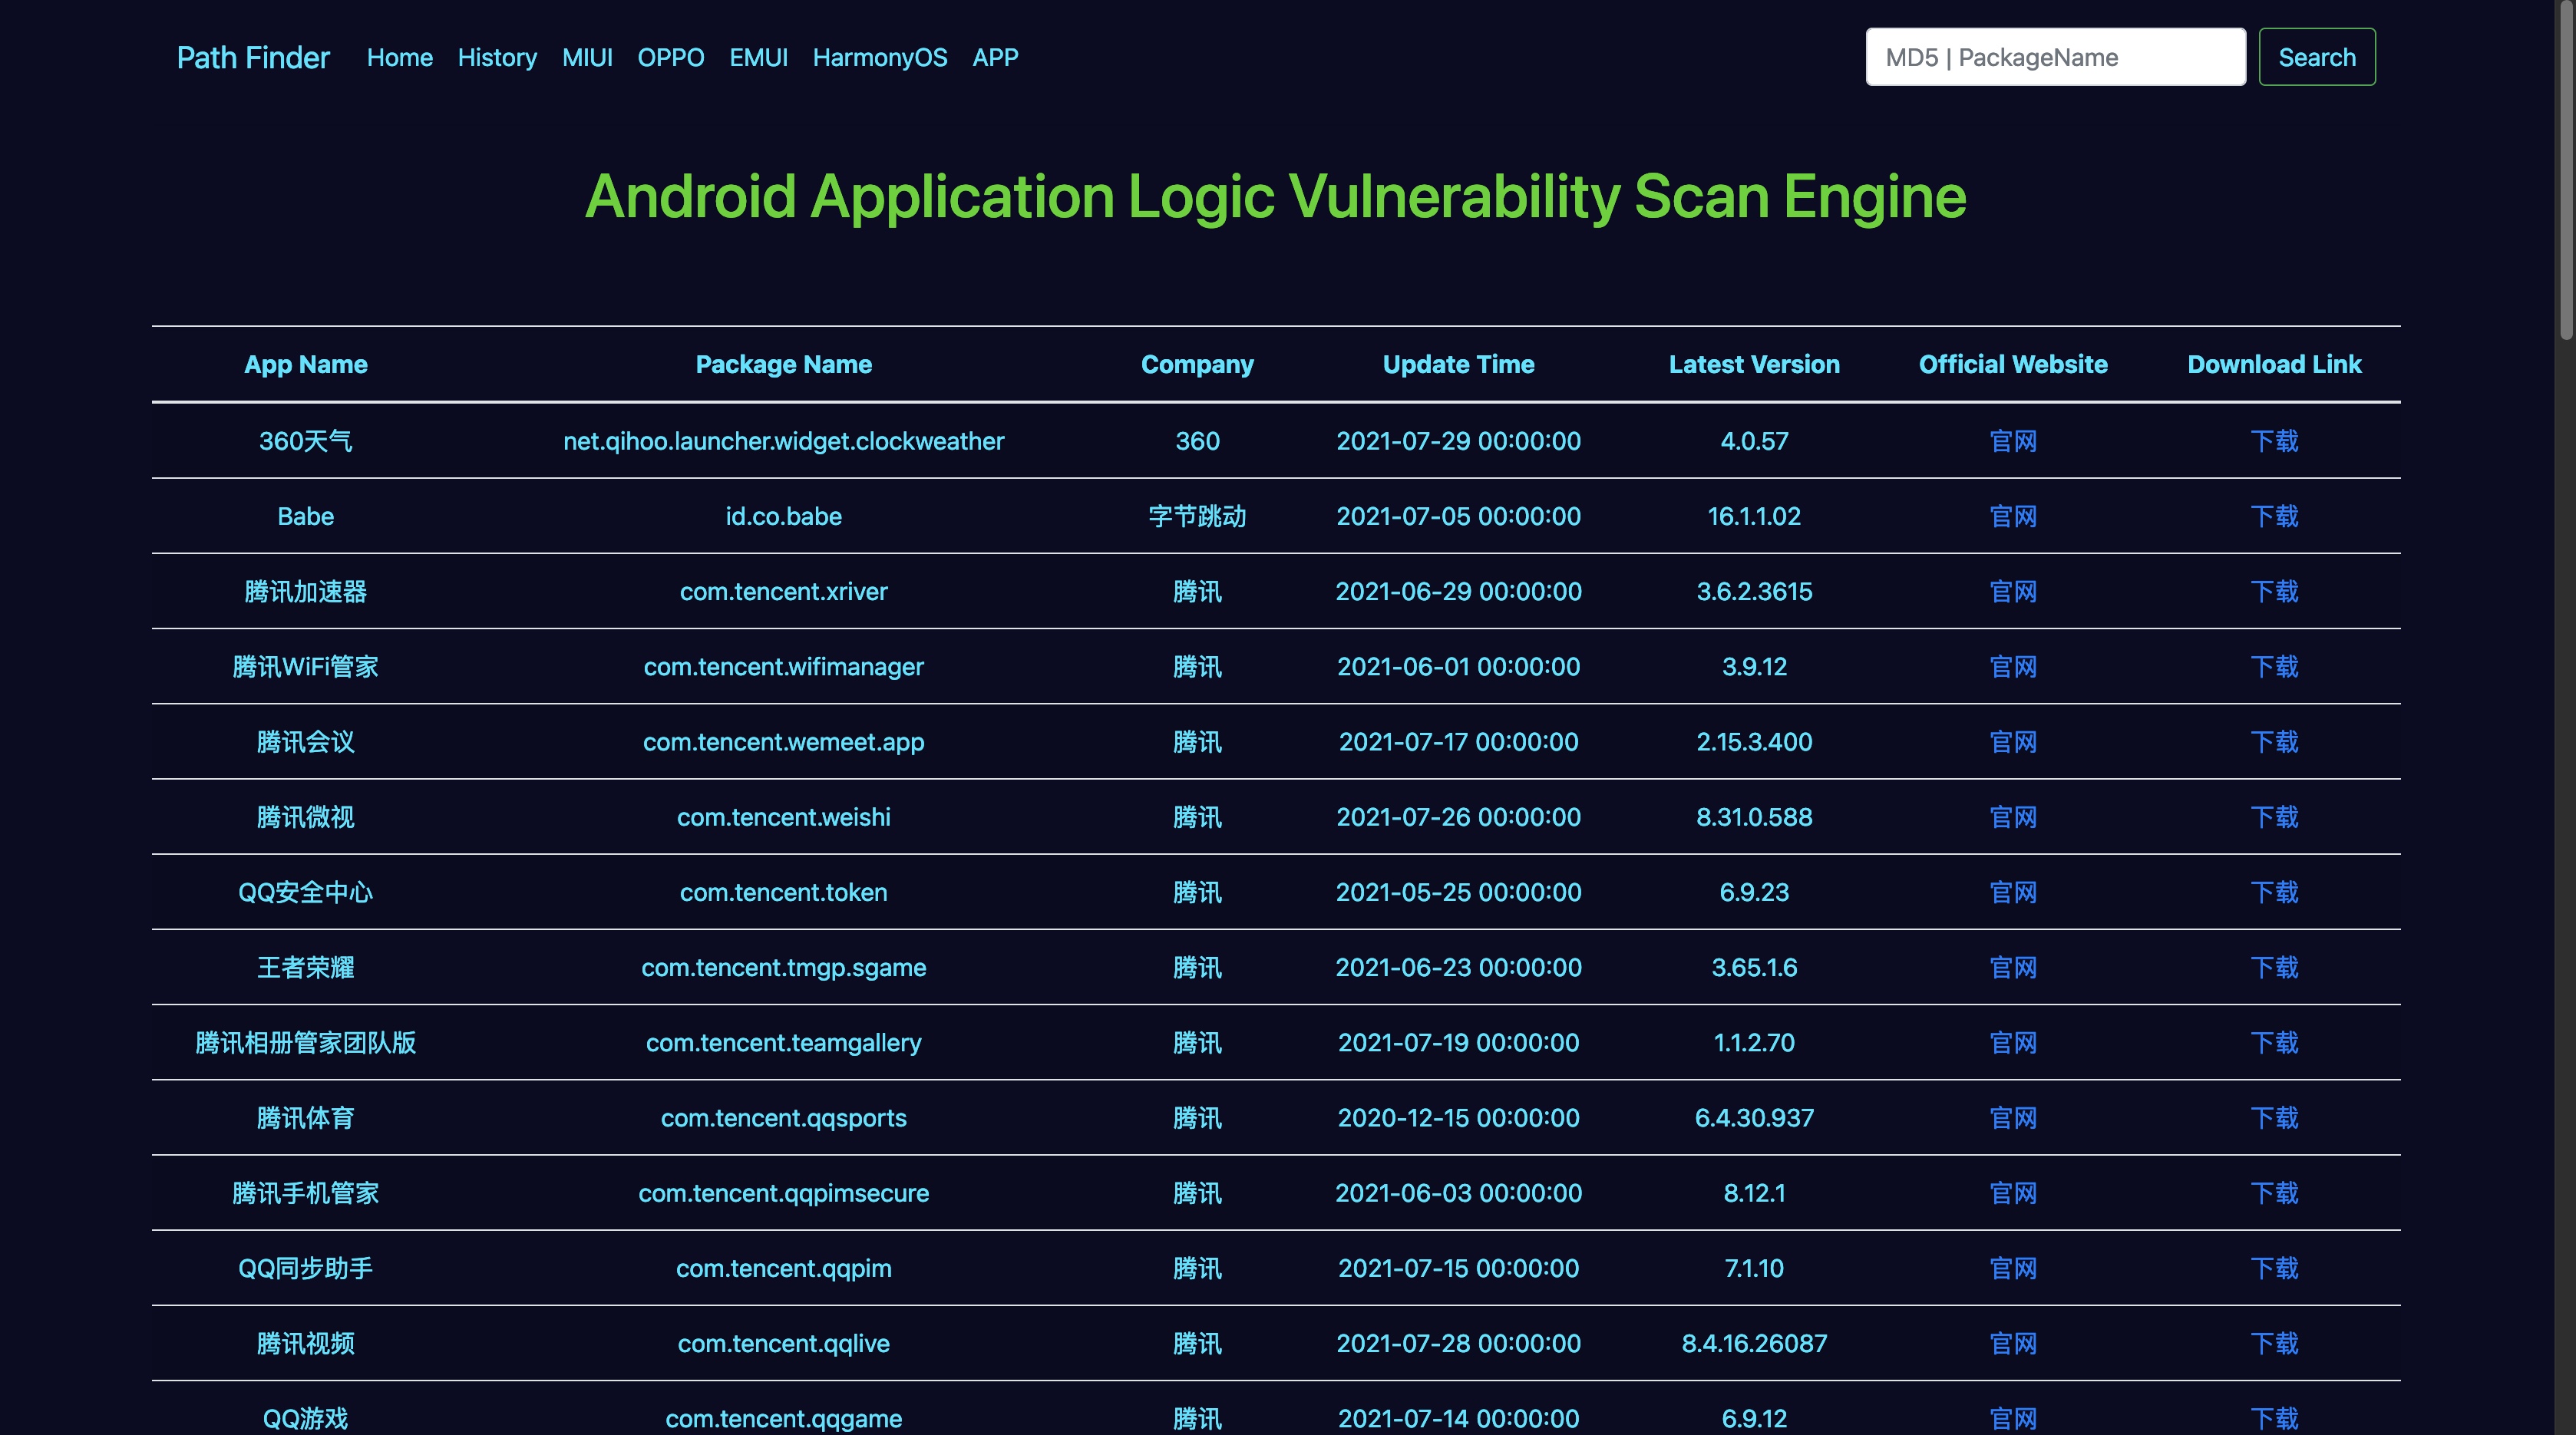 Path Finder Home History MIUI OPPO EMUI HarmonyOS APP MD5 | PackageName Search
Android Application Logic Vulnerability Scan Engine
App Name Package Name Company Update Time Latest Version Official Website Download Link
360天气 net.qihoo.launcher.widget.clockweather 360 2021-07-29 00:00:00 4.0.57 官网 下载
Babe id.co.babe 字节跳动 2021-07-05 00:00:00 16.1.1.02 官网 下载
腾讯加速器 com.tencent.xriver 腾讯 2021-06-29 00:00:00 3.6.2.3615 官网 下载
腾讯WiFi管家 com.tencent.wifimanager 腾讯 2021-06-01 00:00:00 3.9.12 官网 下载
腾讯会议 com.tencent.wemeet.app 腾讯 2021-07-17 00:00:00 2.15.3.400 官网 下载
腾讯微视 com.tencent.weishi 腾讯 2021-07-26 00:00:00 8.31.0.588 官网 下载
QQ安全中心 com.tencent.token 腾讯 2021-05-25 00:00:00 6.9.23 官网 下载
王者荣耀 com.tencent.tmgp.sgame 腾讯 2021-06-23 00:00:00 3.65.1.6 官网 下载
腾讯相册管家团队版 com.tencent.teamgallery 腾讯 2021-07-19 00:00:00 1.1.2.70 官网 下载
腾讯体育 com.tencent.qqsports 腾讯 2020-12-15 00:00:00 6.4.30.937 官网 下载
腾讯手机管家 com.tencent.qqpimsecure 腾讯 2021-06-03 00:00:00 8.12.1 官网 下载
QQ同步助手 com.tencent.qqpim 腾讯 2021-07-15 00:00:00 7.1.10 官网 下载
腾讯视频 com.tencent.qqlive 腾讯 2021-07-28 00:00:00 8.4.16.26087 官网 下载
QQ游戏 com.tencent.qqgame 腾讯 2021-07-14 00:00:00 6.9.12 官网 下载